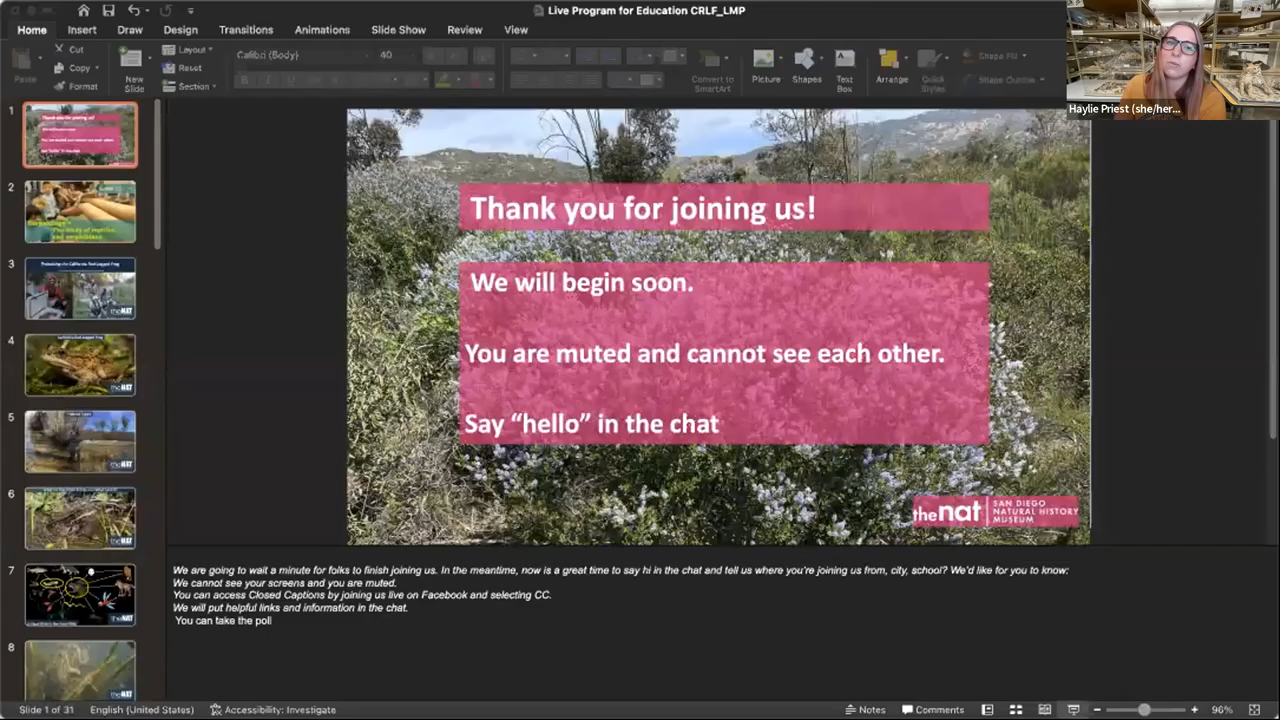 Live Program for Education CRLF_LMP
Home Insert Draw Design Transitions Animations Slide Show Review View
Haylie Priest (she/her...
Paste
Cut
Copy
Format
New
Slide
Layout
Reset
Section
Calibri (Body) 40
Convert to
SmartArt
Picture
Shapes
Text
Box
Arrange
Quick
Styles
Shape Fill
Shape Outline
1
2
3
4
5
6
7
8
Thank you for joining us!
We will begin soon.
You are muted and cannot see each other.
Say “hello” in the chat
the nat
SAN DIEGO
NATURAL HISTORY
MUSEUM
We are going to wait a minute for folks to finish joining us. In the meantime, now is a great time to say hi in the chat and tell us where you're joining us from, city, school? We'd like for you to know:
We cannot see your screens and you are muted.
You can access Closed Captions by joining us live on Facebook and selecting CC.
We will put helpful links and information in the chat.
You can take the poll
Slide 1 of 31 English (United States) Accessibility: Investigate Notes Comments 96%